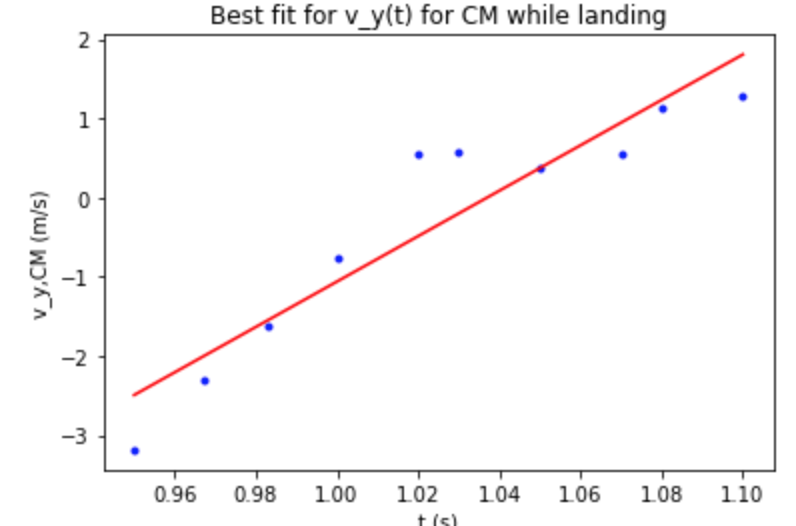 Best fit for v_y(t) for CM while landing
2
1
0
−1
−2
−3
v_y,CM (m/s)
0.96 0.98 1.00 1.02 1.04 1.06 1.08 1.10
t (s)